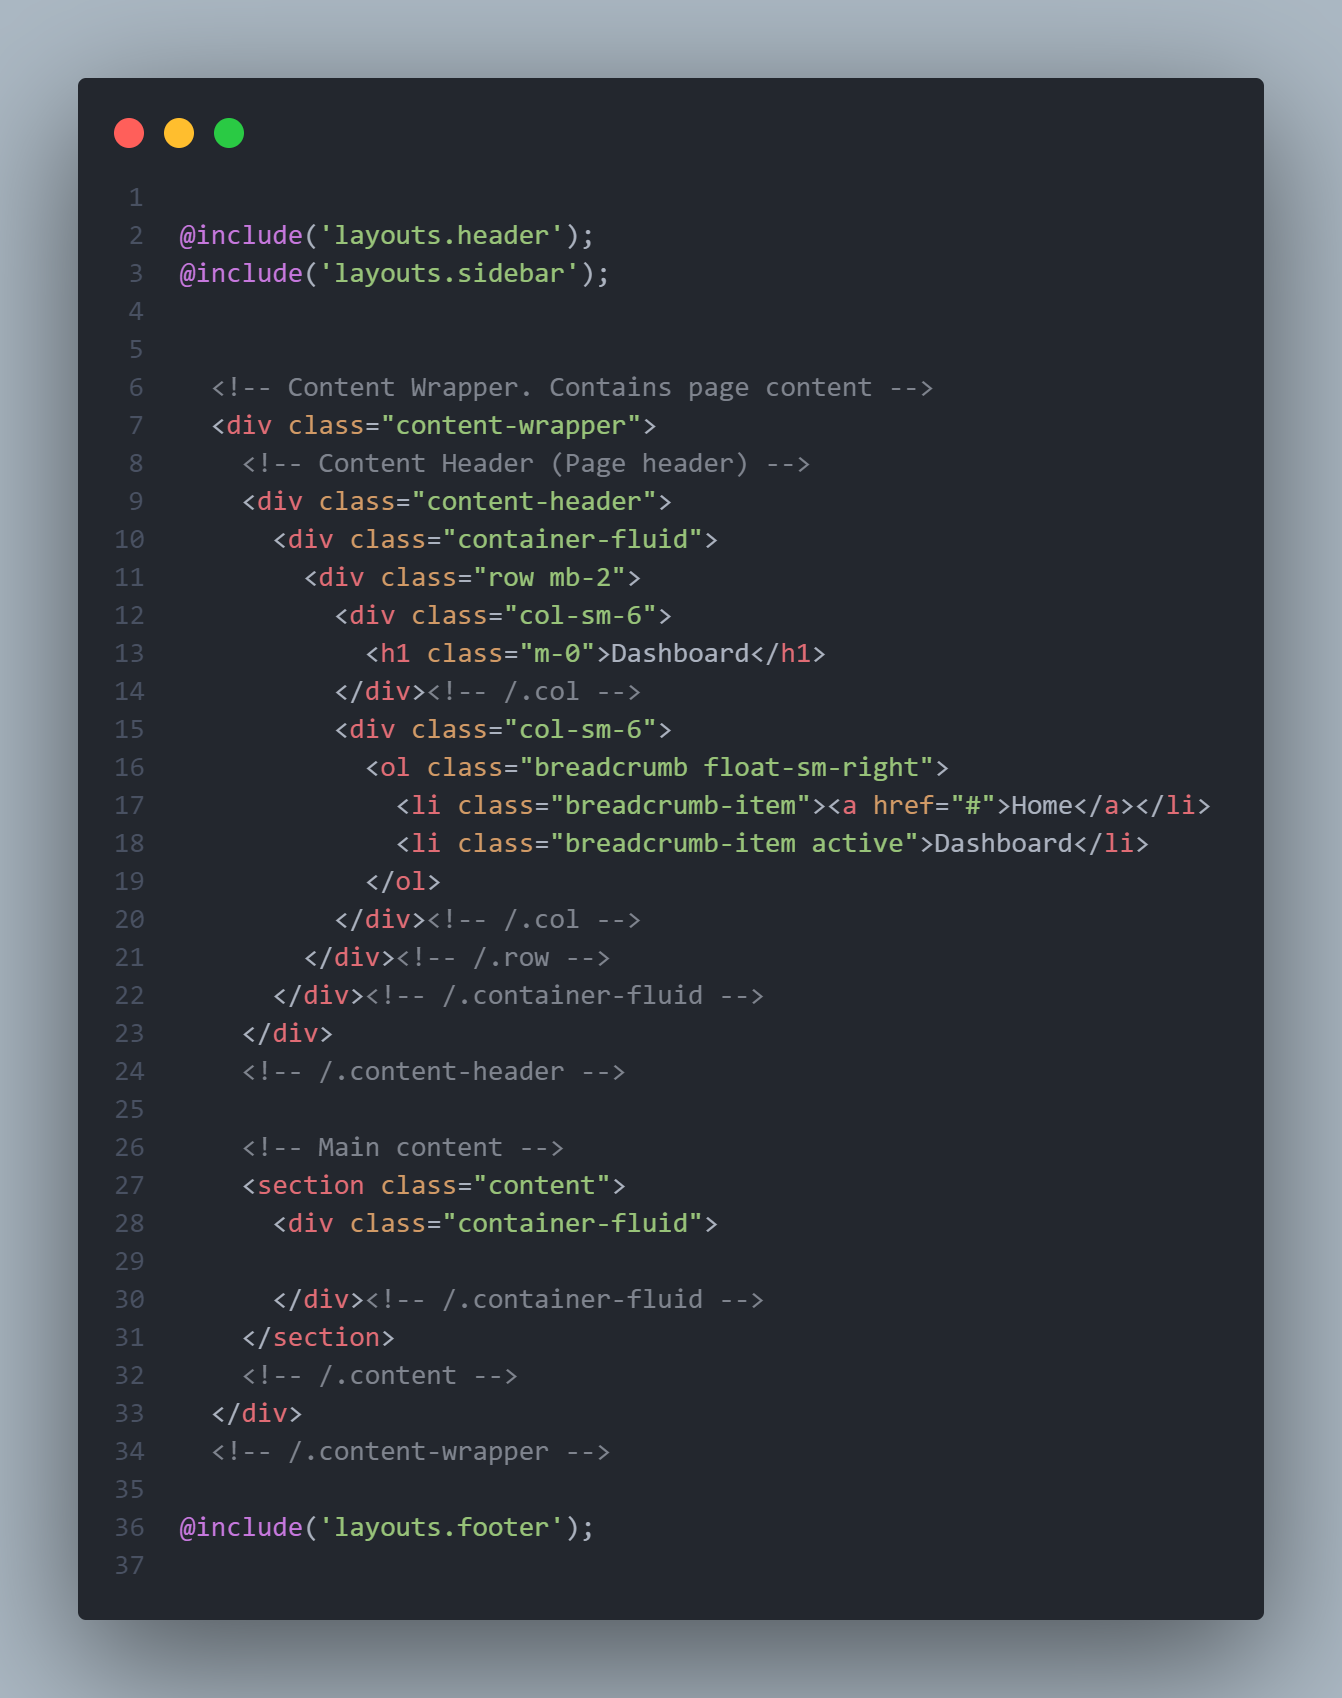 1
2 @include('layouts.header');
3 @include('layouts.sidebar');
4
5
6 <!-- Content Wrapper. Contains page content -->
7 <div class="content-wrapper">
8 <!-- Content Header (Page header) -->
9 <div class="content-header">
10 <div class="container-fluid">
11 <div class="row mb-2">
12 <div class="col-sm-6">
13 <h1 class="m-0">Dashboard</h1>
14 </div><!-- /.col -->
15 <div class="col-sm-6">
16 <ol class="breadcrumb float-sm-right">
17 <li class="breadcrumb-item"><a href="#">Home</a></li>
18 <li class="breadcrumb-item active">Dashboard</li>
19 </ol>
20 </div><!-- /.col -->
21 </div><!-- /.row -->
22 </div><!-- /.container-fluid -->
23 </div>
24 <!-- /.content-header -->
25
26 <!-- Main content -->
27 <section class="content">
28 <div class="container-fluid">
29
30 </div><!-- /.container-fluid -->
31 </section>
32 <!-- /.content -->
33 </div>
34 <!-- /.content-wrapper -->
35
36 @include('layouts.footer');
37